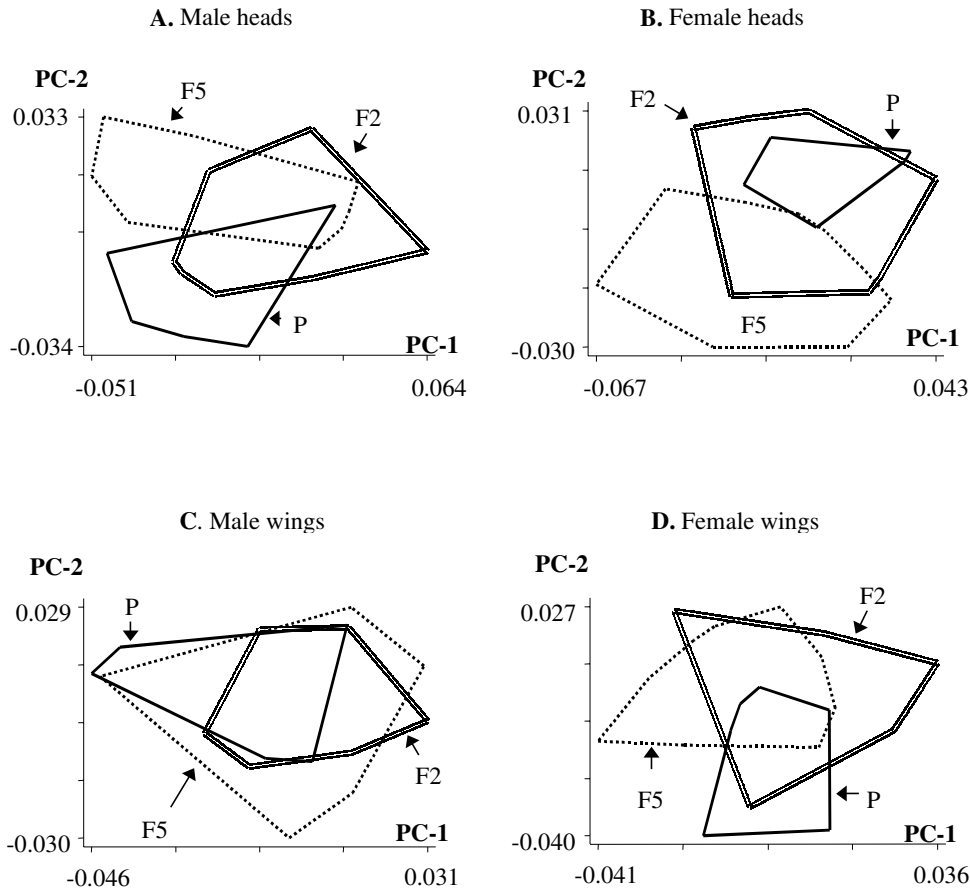 A. Male heads
PC-2
0.033
F5
F2
P
-0.034
PC-1
-0.051
0.064
B. Female heads
PC-2
0.031
F2
P
F5
-0.030
PC-1
-0.067
0.043
C. Male wings
PC-2
0.029
P
F5
F2
-0.030
PC-1
-0.046
0.031
D. Female wings
PC-2
0.027
F2
F5
P
-0.040
PC-1
-0.041
0.036